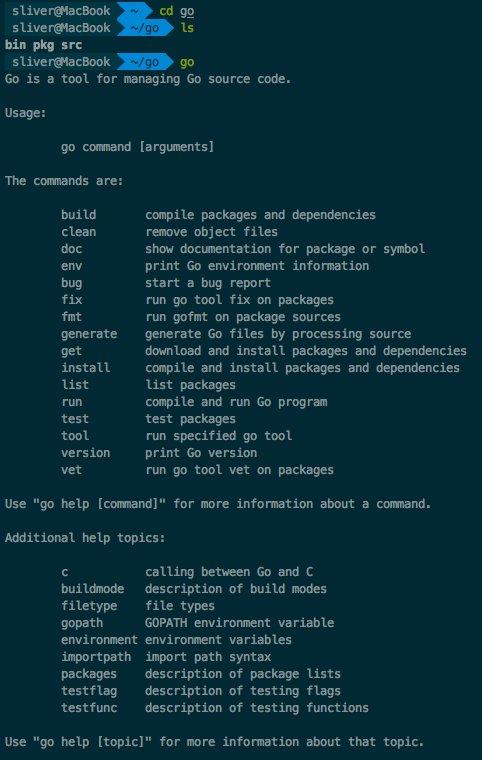 sliver@MacBook ~ cd go
sliver@MacBook ~/go ls
bin pkg src
sliver@MacBook ~/go go
Go is a tool for managing Go source code.

Usage:

        go command [arguments]

The commands are:

        build       compile packages and dependencies
        clean       remove object files
        doc         show documentation for package or symbol
        env         print Go environment information
        bug         start a bug report
        fix         run go tool fix on packages
        fmt         run gofmt on package sources
        generate    generate Go files by processing source
        get         download and install packages and dependencies
        install     compile and install packages and dependencies
        list        list packages
        run         compile and run Go program
        test        test packages
        tool        run specified go tool
        version     print Go version
        vet         run go tool vet on packages

Use "go help [command]" for more information about a command.

Additional help topics:

        c           calling between Go and C
        buildmode   description of build modes
        filetype    file types
        gopath      GOPATH environment variable
        environment environment variables
        importpath  import path syntax
        packages    description of package lists
        testflag    description of testing flags
        testfunc    description of testing functions

Use "go help [topic]" for more information about that topic.